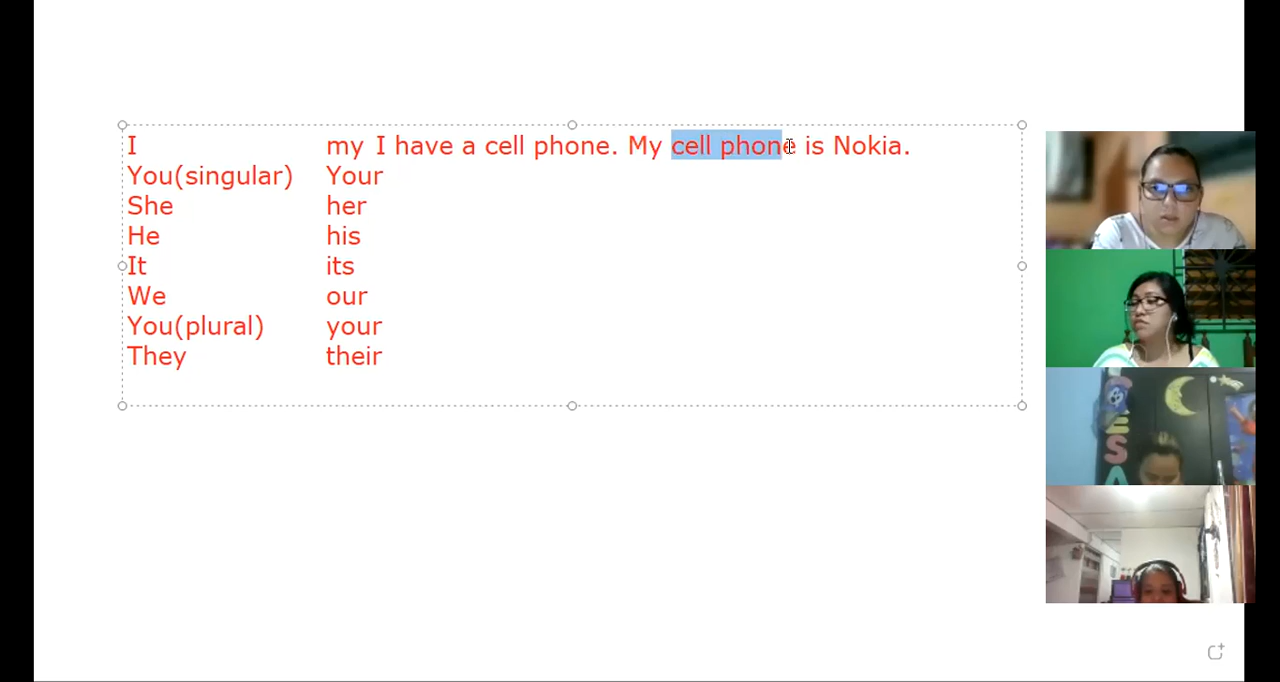 I my I have a cell phone. My cell phone is Nokia.
You(singular) Your
She her
He his
It its
We our
You(plural) your
They their
ESA